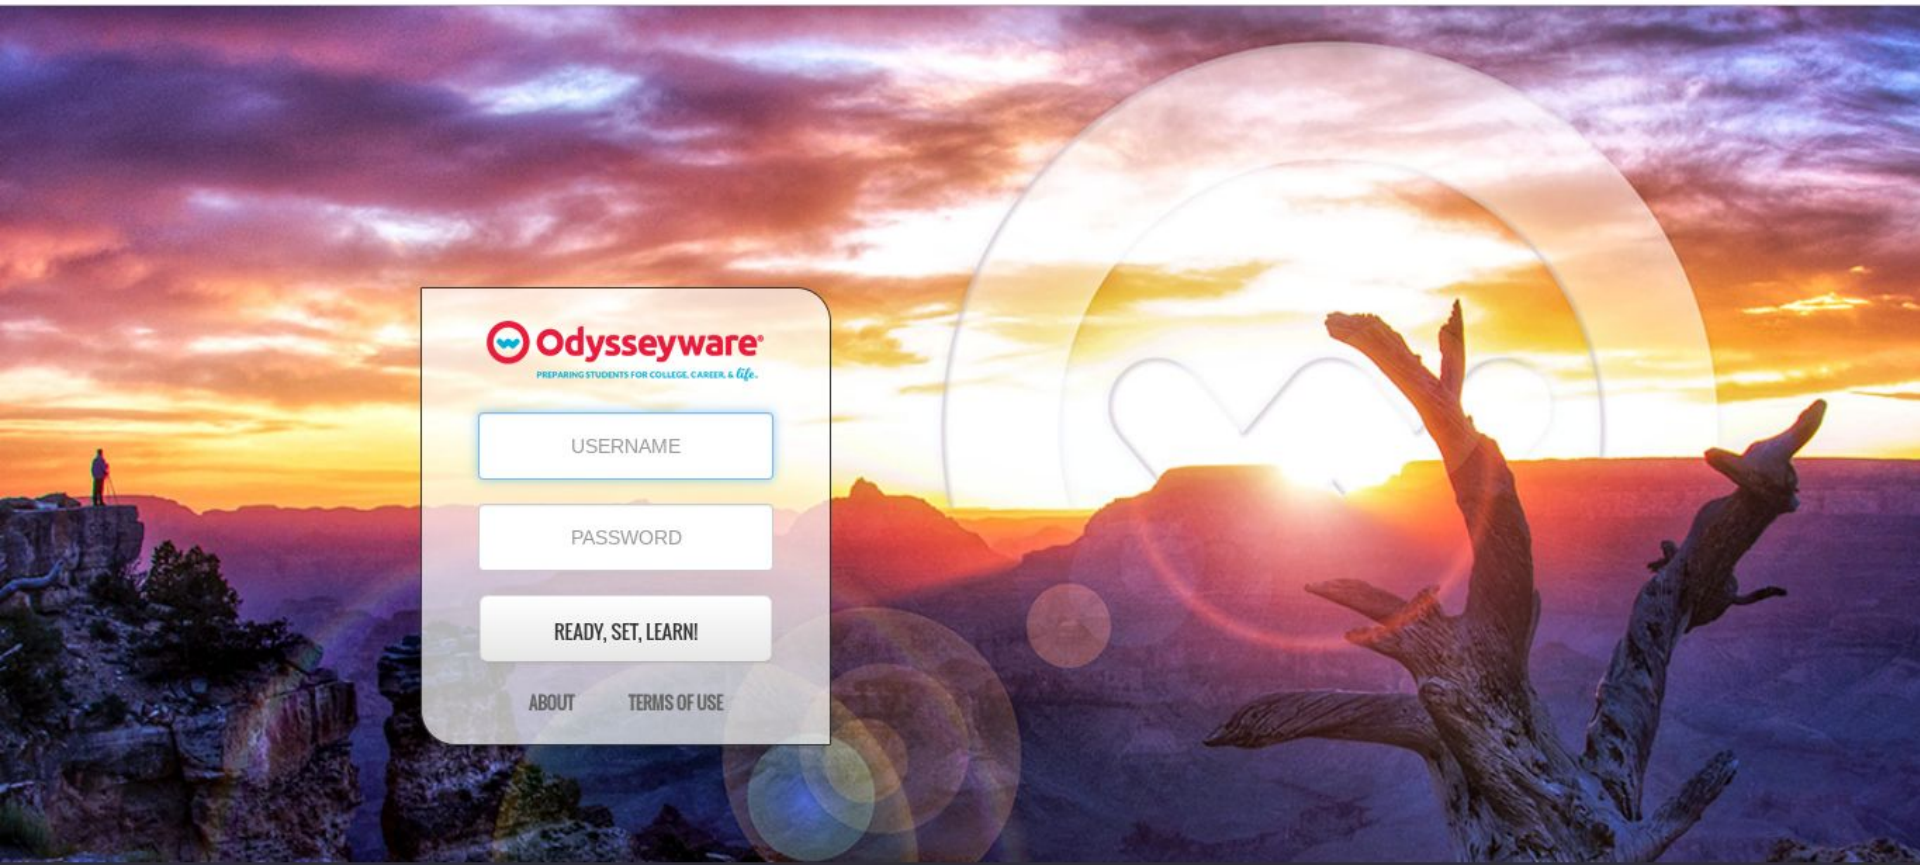 Odysseyware®
PREPARING STUDENTS FOR COLLEGE, CAREER, & life.
USERNAME
PASSWORD
READY, SET, LEARN!
ABOUT TERMS OF USE